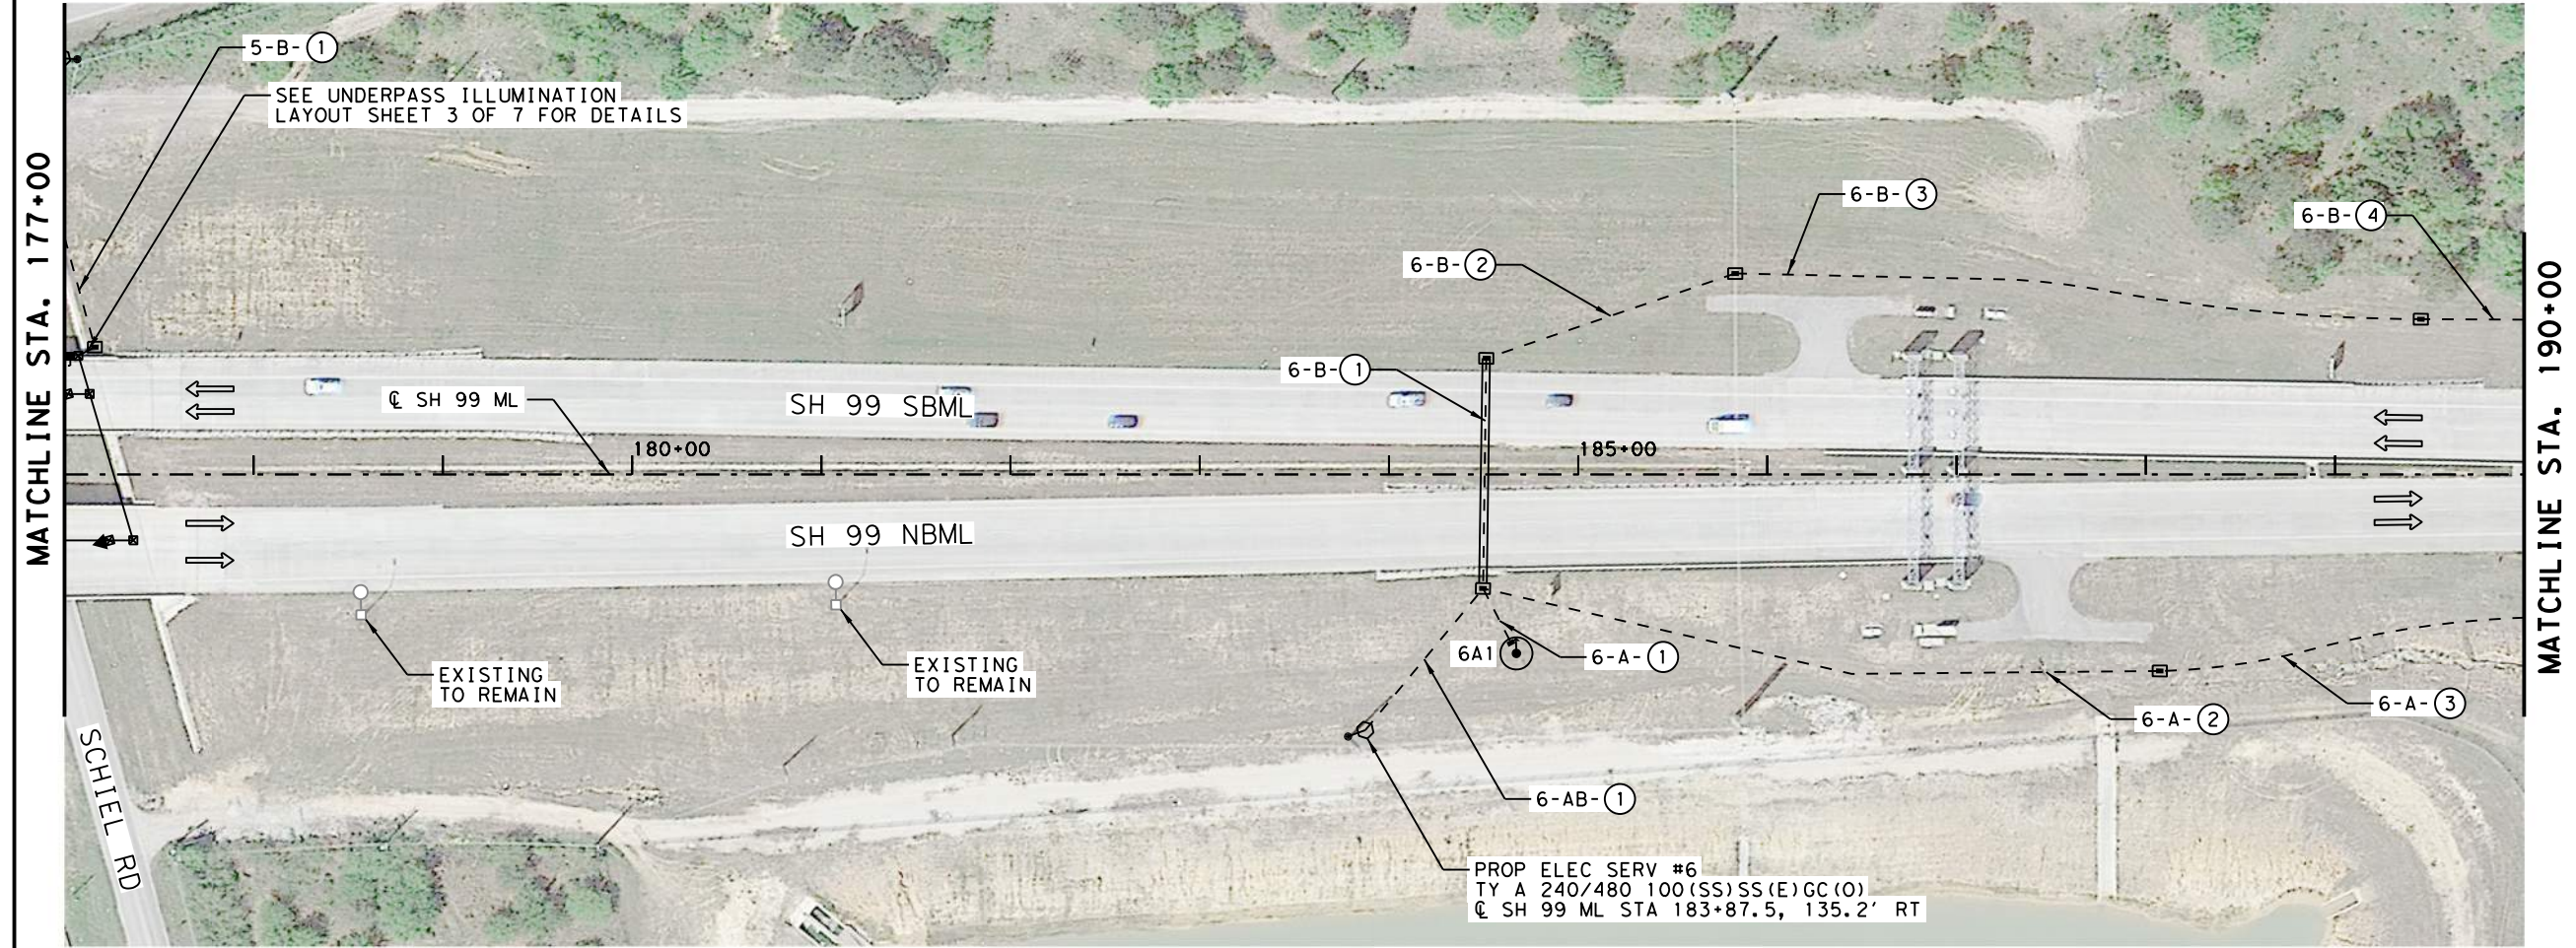 5-B-1
SEE UNDERPASS ILLUMINATION
LAYOUT SHEET 3 OF 7 FOR DETAILS
MATCHLINE STA. 177+00
6-B-3
6-B-4
6-B-2
6-B-1
MATCHLINE STA. 190+00
℄ SH 99 ML
SH 99 SBML
180+00
185+00
SH 99 NBML
EXISTING
TO REMAIN
EXISTING
TO REMAIN
6A1
6-A-1
6-A-2
6-A-3
SCHIEL RD
6-AB-1
PROP ELEC SERV #6
TY A 240/480 100(SS)SS(E)GC(O)
℄ SH 99 ML STA 183+87.5, 135.2' RT